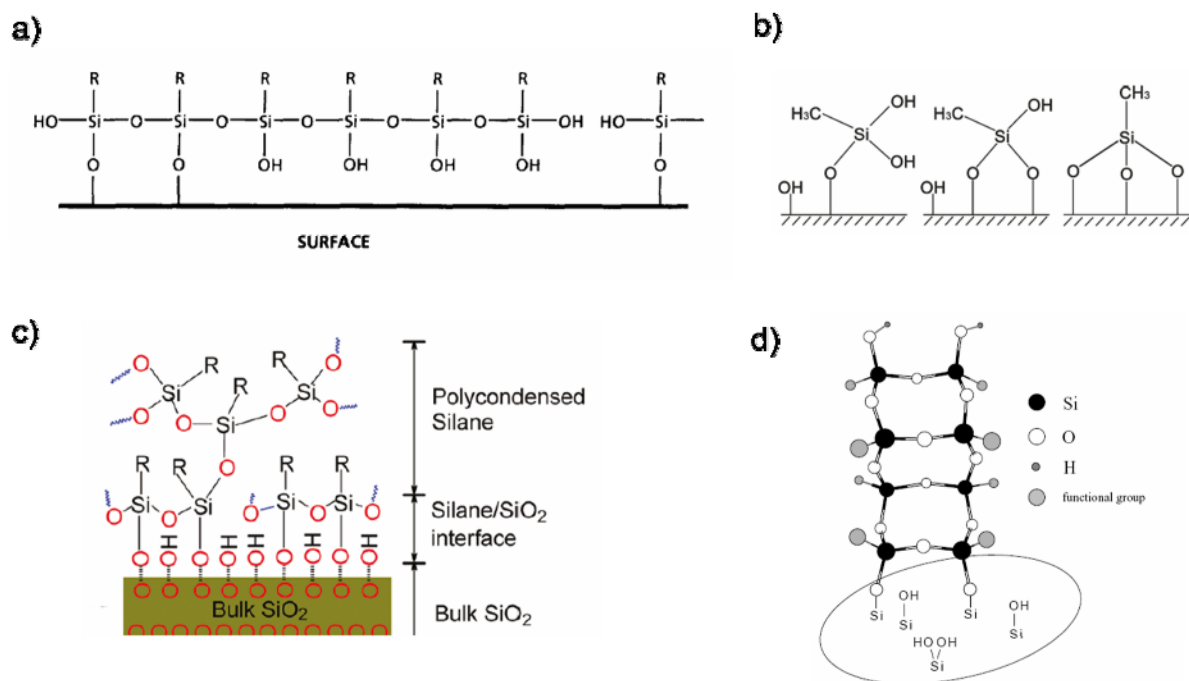 a)
R R R R R R R
HO Si O Si O Si O Si O Si O Si OH HO Si
O O OH OH OH OH O
SURFACE
b)
H₃C OH Si OH O OH
H₃C OH Si O O OH
CH₃ Si O O O
c)
O R R O
Si R Si
O O Si O O
O
R R R R
O Si O Si O Si O Si O
H H H H H H
O O O O O O O O O
O O O O O O O O O
Bulk SiO₂
O O O O O O O O O O O O
Polycondensed
Silane
Silane/SiO₂
interface
Bulk SiO₂
d)
Si
O
H
functional group
OH OH
Si Si Si Si
HO OH
Si